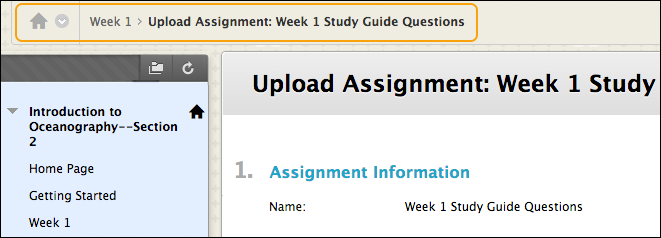 Week 1 > Upload Assignment: Week 1 Study Guide Questions
Upload Assignment: Week 1 Study
Introduction to
Oceanography--Section
2
Home Page
Getting Started
Week 1
1. Assignment Information
Name: Week 1 Study Guide Questions